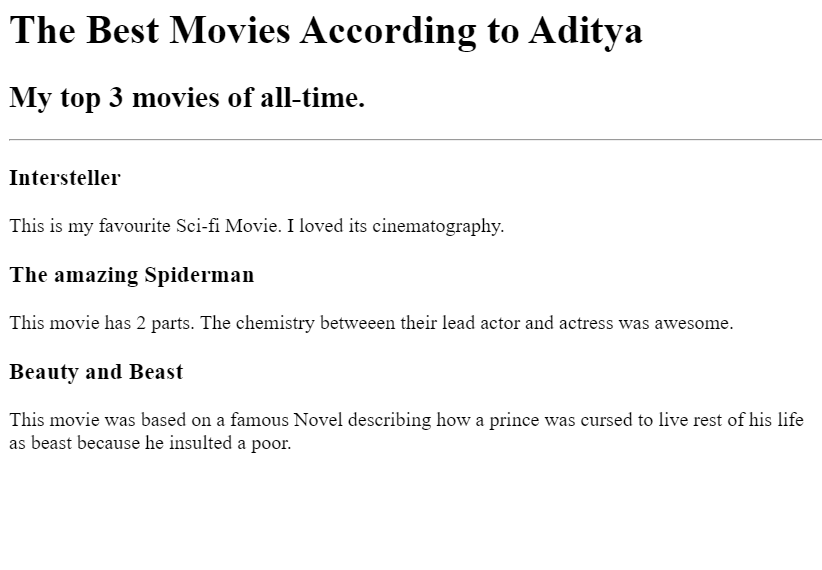 The Best Movies According to Aditya
My top 3 movies of all-time.
Intersteller
This is my favourite Sci-fi Movie. I loved its cinematography.
The amazing Spiderman
This movie has 2 parts. The chemistry betweeen their lead actor and actress was awesome.
Beauty and Beast
This movie was based on a famous Novel describing how a prince was cursed to live rest of his life
as beast because he insulted a poor.